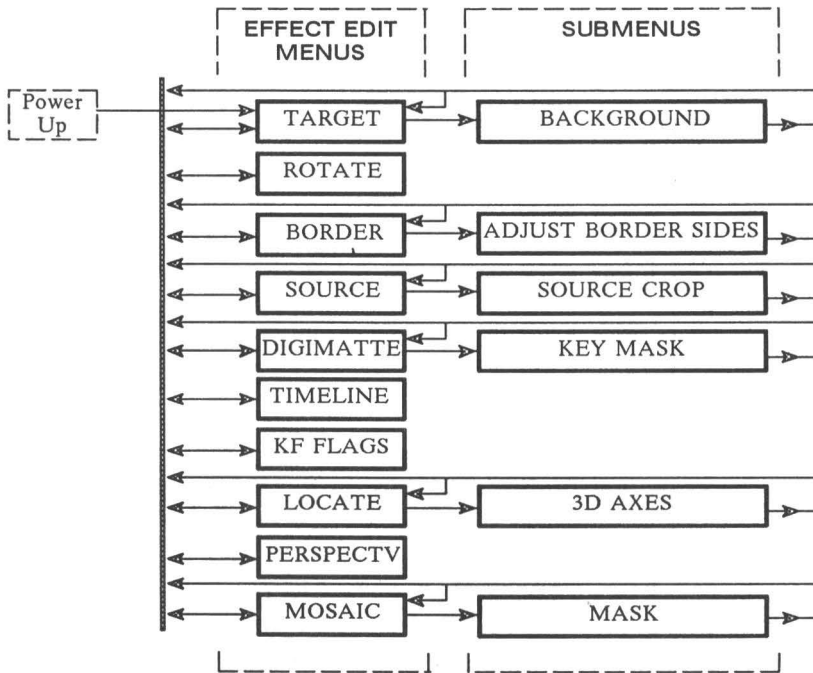 EFFECT EDIT
MENUS
SUBMENUS
Power
Up
TARGET
BACKGROUND
ROTATE
BORDER
ADJUST BORDER SIDES
SOURCE
SOURCE CROP
DIGIMATTE
KEY MASK
TIMELINE
KF FLAGS
LOCATE
3D AXES
PERSPECTV
MOSAIC
MASK